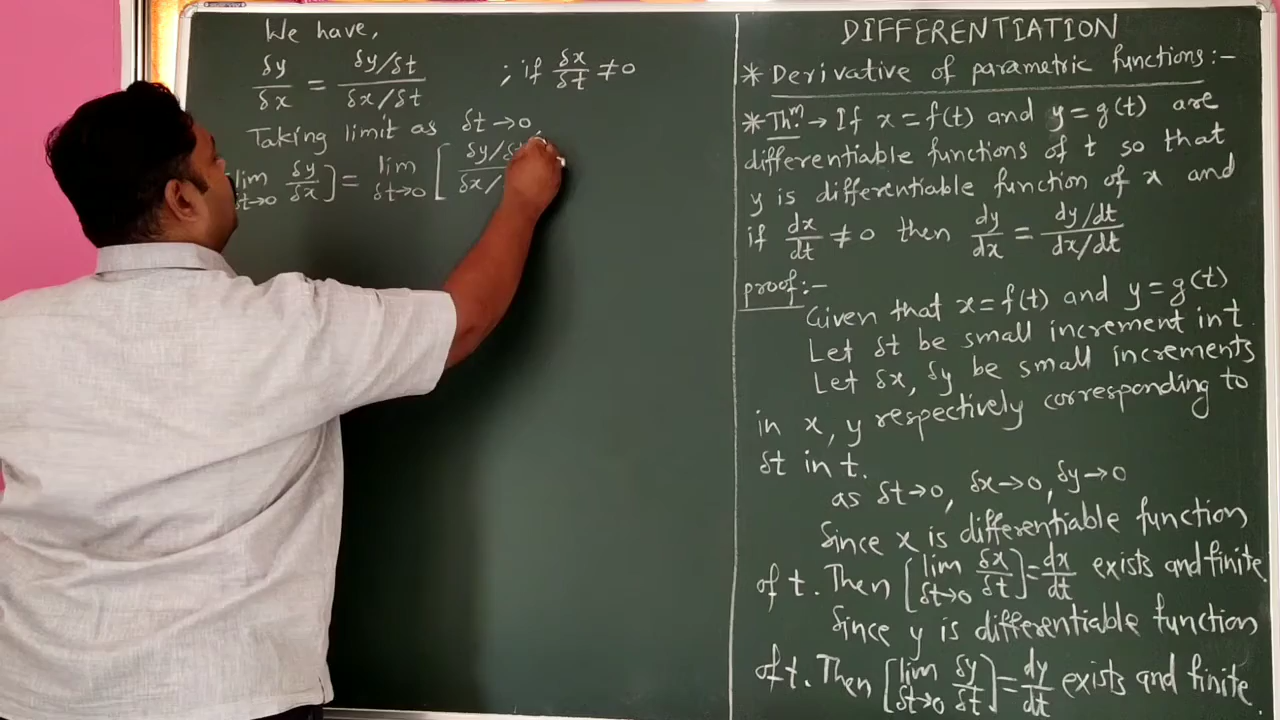 We have,
δy/δx = (δy/δt)/(δx/δt) ; if δx/δt ≠ 0
Taking limit as δt → 0,
lim δt→0 δy/δx ] = lim δt→0 [ δy/δt / δx/
DIFFERENTIATION
* Derivative of parametric functions:-
* Thm: → If x = f(t) and y = g(t) are
differentiable functions of t so that
y is differentiable function of x and
if dx/dt ≠ 0 then dy/dx = (dy/dt)/(dx/dt)
proof:-
Given that x = f(t) and y = g(t)
Let δt be small increment in t
Let δx, δy be small increments
in x, y respectively corresponding to
δt in t.
as δt → 0, δx → 0, δy → 0
Since x is differentiable function
of t. Then [ lim δt→0 δx/δt ] = dx/dt exists and finite.
Since y is differentiable function
of t. Then [ lim δt→0 δy/δt ] = dy/dt exists and finite.